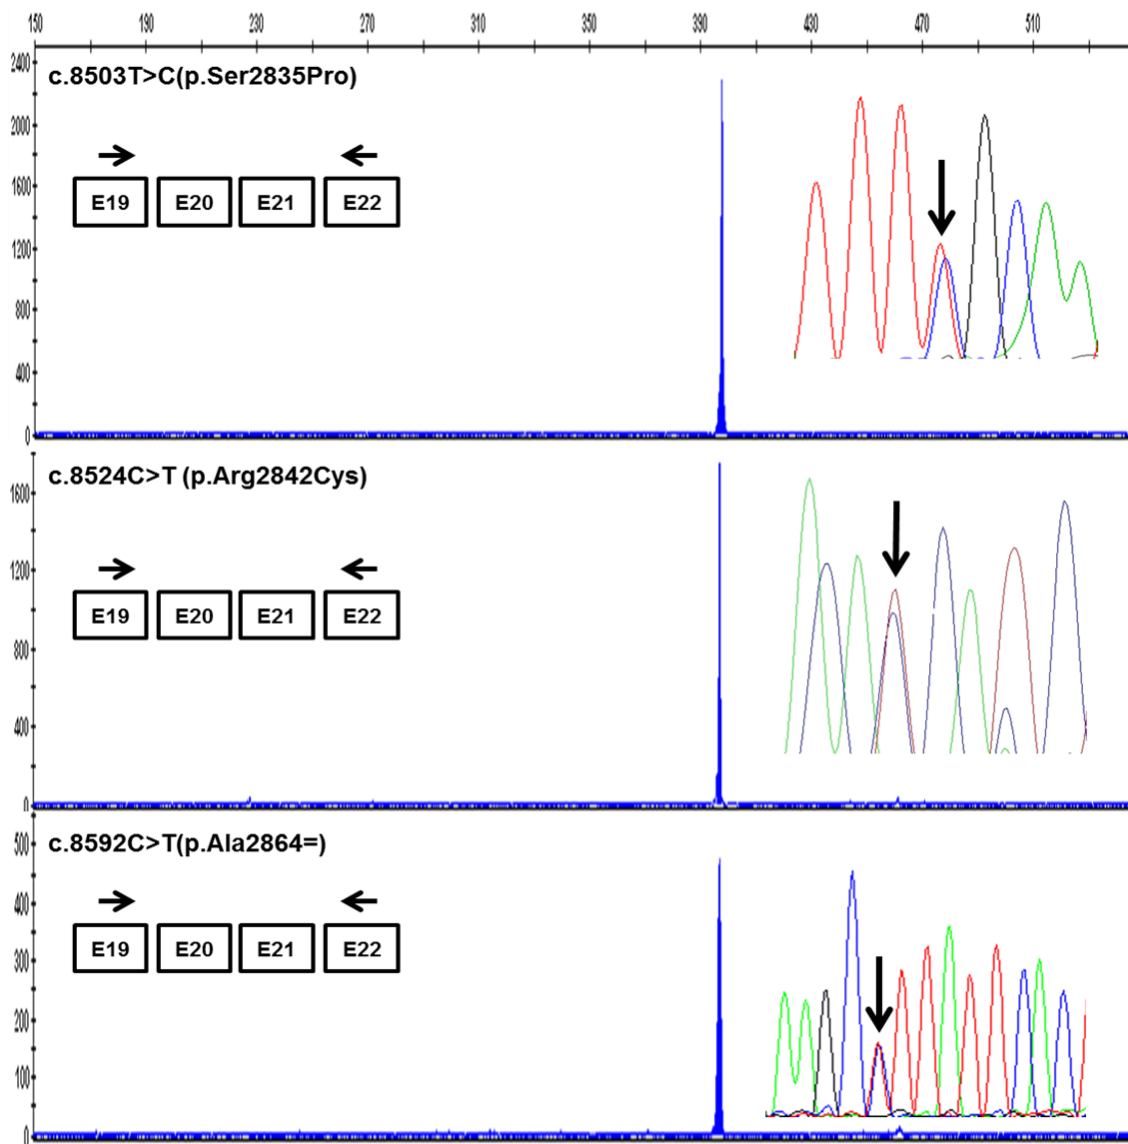 150 190 230 270 310 350 390 430 470 510
2400
c.8503T>C(p.Ser2835Pro)
2000
1600
E19 E20 E21 E22
1200
800
400
0
c.8524C>T (p.Arg2842Cys)
1600
1200
E19 E20 E21 E22
800
400
0
c.8592C>T(p.Ala2864=)
500
400
E19 E20 E21 E22
300
200
100
0